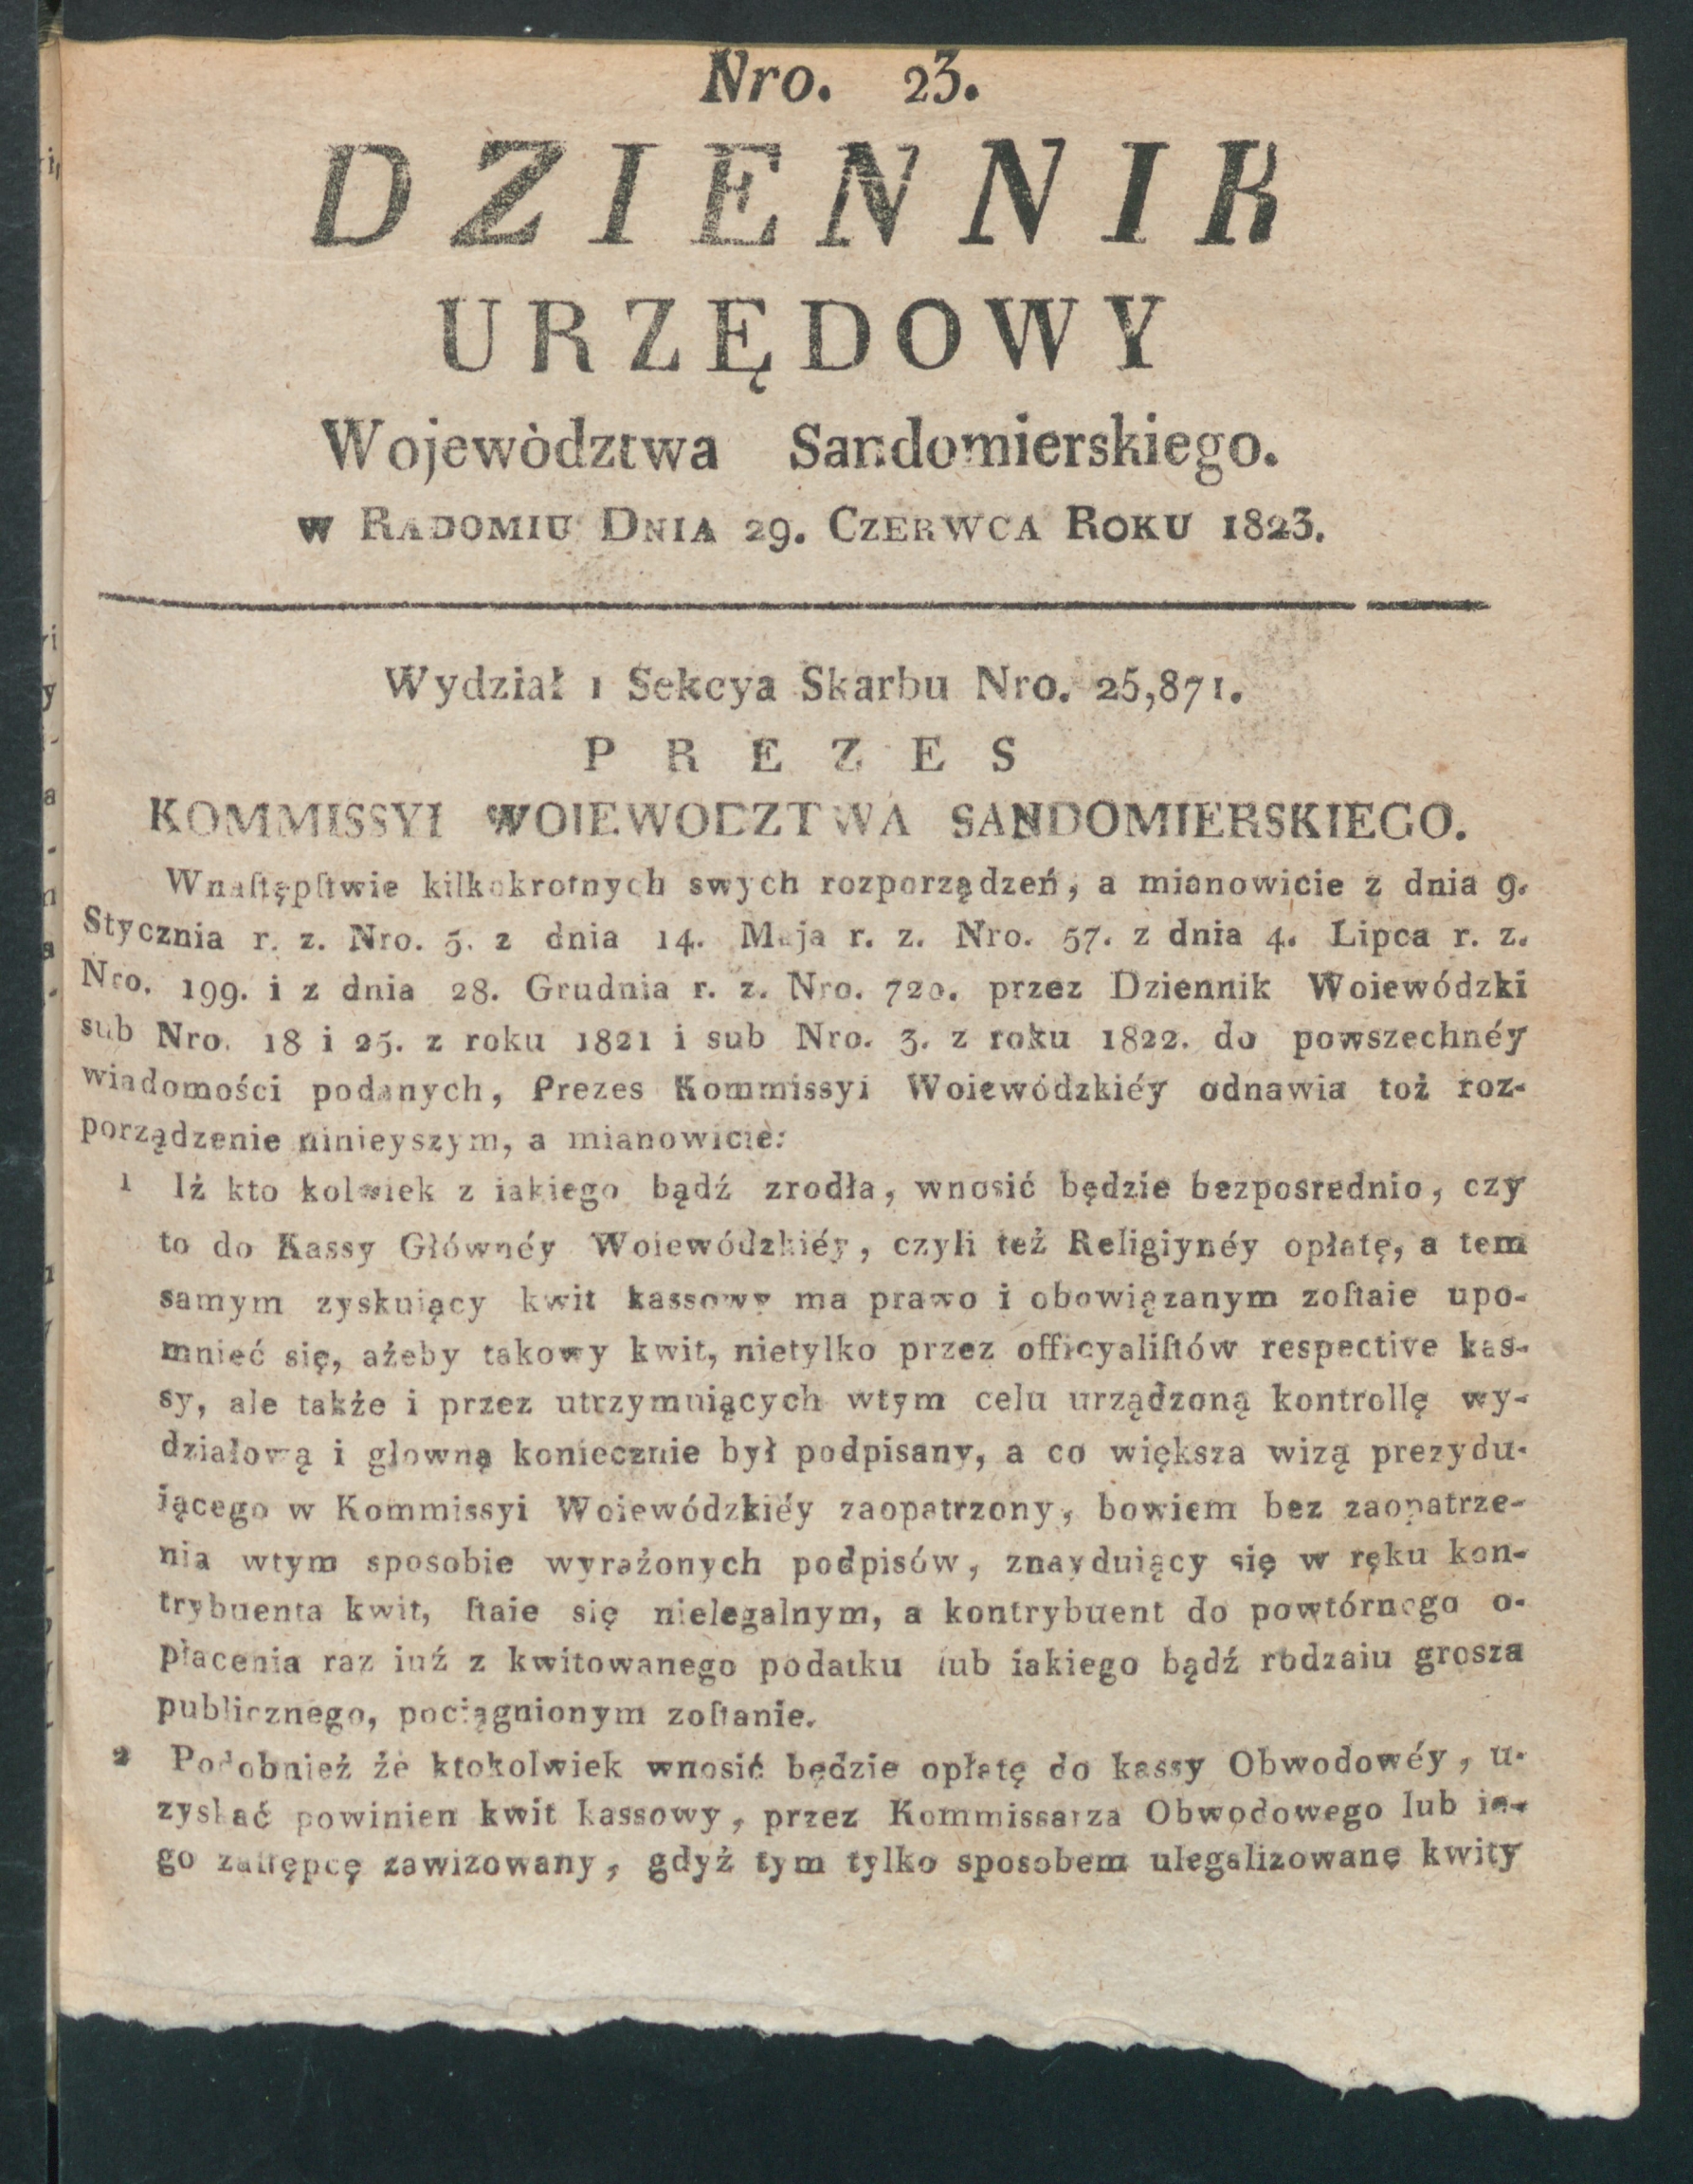 Nro. 23.
DZIENNIK
URZĘDOWY
Wojewòdztwa Sandomierskiego.
w Radomiu Dnia 29. Czerwca Roku 1823.
Wydział 1 Sekcya Skarbu Nro. 25,871.
PREZES
KOMMISSYI WOIEWODZTWA SANDOMIERSKIEGO.
Wnaſtępſtwie kilkokrotnych swych rozporządzeń, a mianowicie z dnia 9.
Stycznia r. z. Nro. 5. z dnia 14. Maja r. z. Nro. 57. z dnia 4. Lipca r. z.
Nro. 199. i z dnia 28. Grudnia r. z. Nro. 720. przez Dziennik Woiewódzki
sub Nro. 18 i 25. z roku 1821 i sub Nro. 3. z roku 1822. do powszechnéy
wiadomości podanych, Prezes Kommissyi Woiewódzkiéy odnawia toż roz-
porządzenie ninieyszym, a mianowicie:
1 Iż kto kolwiek z iakiego bądź zrodła, wnosić będzie bezposrednio, czy
to do Kassy Głównéy Woiewódzkiéy, czyli też Religiynéy opłatę, a tem
samym zyskuiący kwit kassowy ma prawo i obowiązanym zoſtaie upo-
mnieć się, ażeby takowy kwit, nietylko przez officyaliſtów respective kas-
sy, ale także i przez utrzymuiących wtym celu urządzoną kontrollę wy-
działową i głowną koniecznie był podpisany, a co większa wizą prezydu-
iącego w Kommissyi Woiewódzkiéy zaopatrzony, bowiem bez zaopatrze-
nia wtym sposobie wyrażonych podpisów, znayduiący się w ręku kon-
trybuenta kwit, ſtaie się nielegalnym, a kontrybuent do powtórnego o-
płacenia raz iuź z kwitowanego podatku lub iakiego bądź rodzaiu grosza
publicznego, pociągnionym zoſtanie.
2 Podobnież że ktokolwiek wnosić będzie opłatę do kassy Obwodowéy, u-
zyskać powinien kwit kassowy, przez Kommissarza Obwodowego lub ie-
go zaſtępcę zawizowany, gdyż tym tylko sposobem ulegalizowane kwity